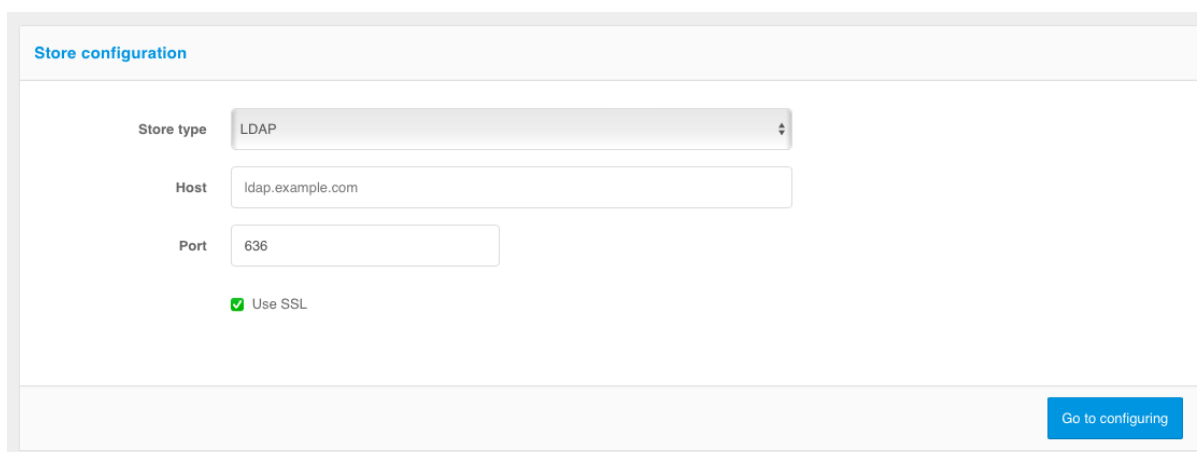 Store configuration
Store type LDAP
Host ldap.example.com
Port 636
Use SSL
Go to configuring